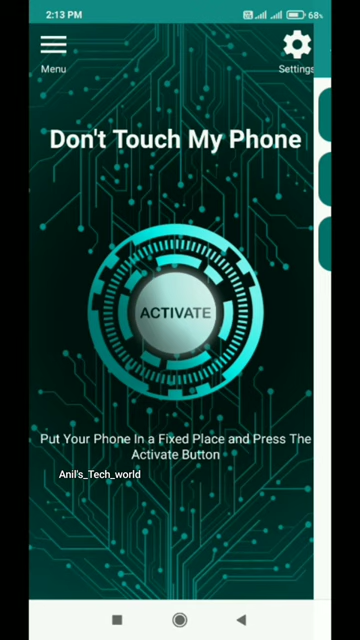 2:13 PM
68%
Menu
Settings
Don't Touch My Phone
ACTIVATE
Put Your Phone In a Fixed Place and Press The
Activate Button
Anil's_Tech_world